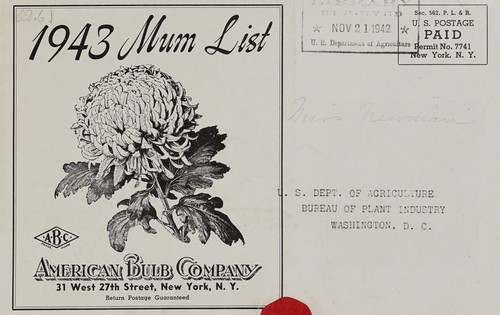 1943 Mum List
A.B.C.
AMERICAN BULB COMPANY
31 West 27th Street, New York, N. Y.
Return Postage Guaranteed
★ NOV 21 1942 ★
U. S. Department of Agriculture
Sec. 562, P. L. & R.
U. S. POSTAGE
PAID
Permit No. 7741
New York, N. Y.
Miss Newman
U. S. DEPT. OF AGRICULTURE
BUREAU OF PLANT INDUSTRY
WASHINGTON, D. C.